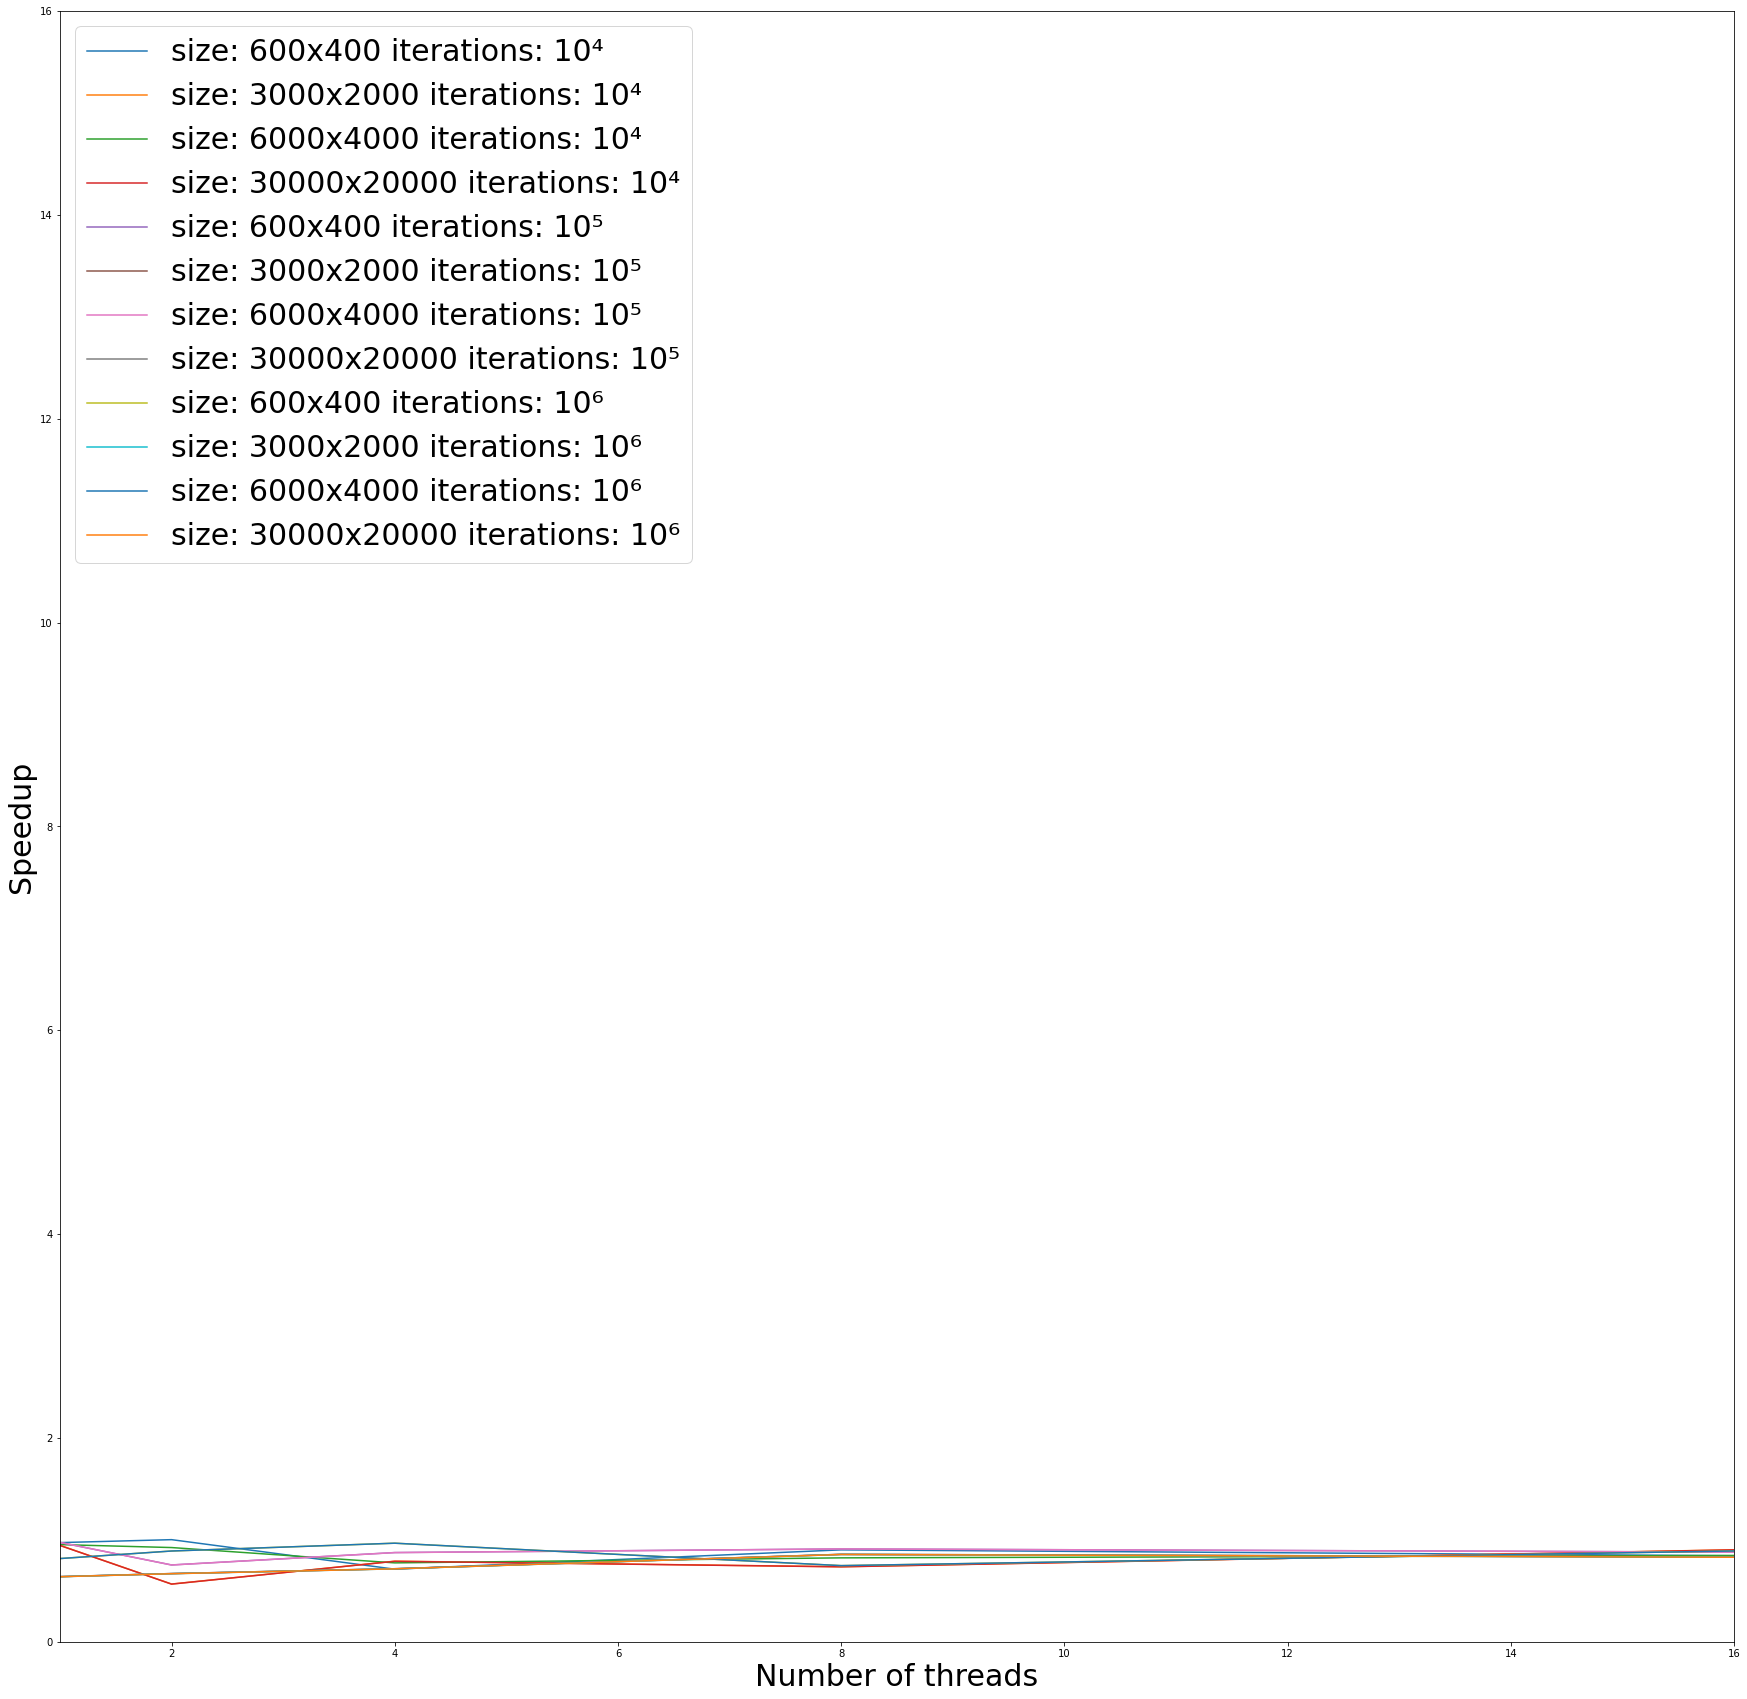 16
14
12
10
8
6
4
2
0
Speedup
size: 600x400 iterations: 10⁴
size: 3000x2000 iterations: 10⁴
size: 6000x4000 iterations: 10⁴
size: 30000x20000 iterations: 10⁴
size: 600x400 iterations: 10⁵
size: 3000x2000 iterations: 10⁵
size: 6000x4000 iterations: 10⁵
size: 30000x20000 iterations: 10⁵
size: 600x400 iterations: 10⁶
size: 3000x2000 iterations: 10⁶
size: 6000x4000 iterations: 10⁶
size: 30000x20000 iterations: 10⁶
2 4 6 8 10 12 14 16
Number of threads